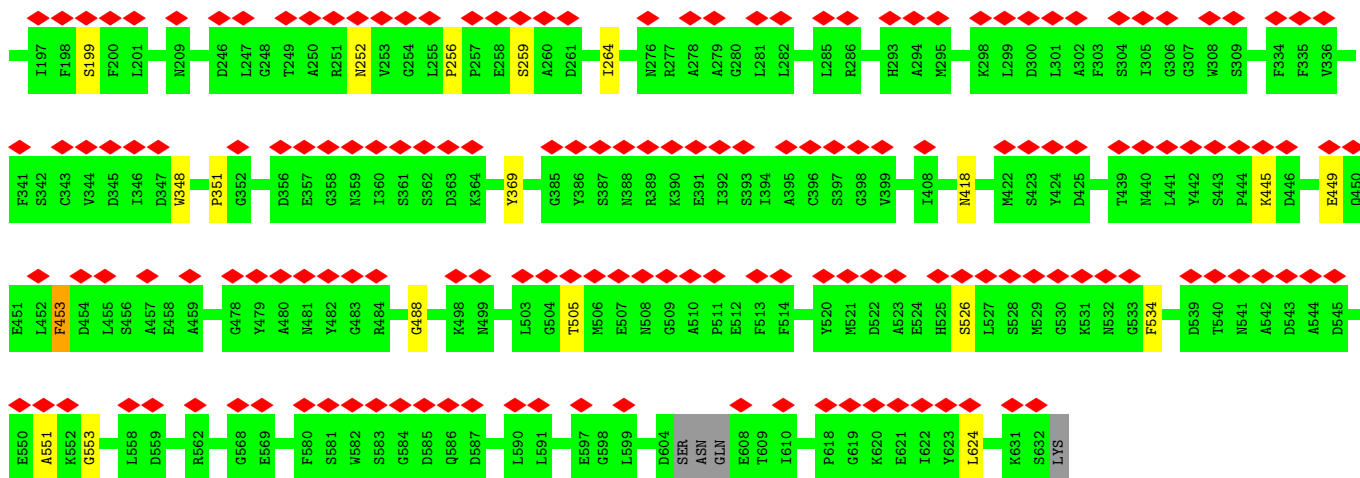 I197 F198 S199 F200 L201 N209 D246 L247 G248 T249 A250 R251 N252 V253 G254 L255 P256 P257 E258 S259 A260 D261 I264 N276 R277 A278 A279 G280 L281 L282 L285 R286 H293 A294 M295 K298 L299 D300 L301 A302 F303 S304 I305 G306 G307 W308 S309 F334 F335 V336
F341 S342 C343 V344 D345 I346 D347 W348 P351 G352 D356 E357 G358 N359 I360 S361 S362 D363 K364 Y369 G385 Y386 S387 N388 R389 K390 E391 I392 S393 I394 A395 C396 S397 G398 V399 I408 N418 M422 S423 Y424 D425 T439 N440 L441 Y442 S443 P444 K445 D446 E449 Q450
E451 L452 F453 D454 L455 S456 A457 E458 A459 G478 Y479 A480 N481 Y482 G483 R484 G488 K498 N499 L503 G504 T505 M506 E507 N508 G509 A510 P511 E512 F513 F514 Y520 M521 D522 A523 E524 H525 S526 L527 S528 M529 G530 K531 N532 G533 F534 D539 T540 N541 A542 D543 A544 D545
E550 A551 K552 G553 L558 D559 R562 G568 E569 F580 S581 W582 S583 G584 D585 Q586 D587 L590 L591 E597 G598 L599 D604 SER ASN GLN E608 T609 I610 P618 G619 K620 E621 I622 Y623 L624 K631 S632 LYS